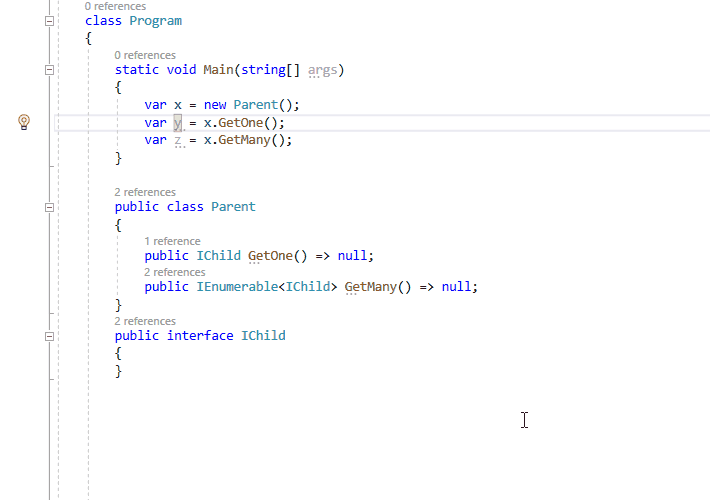 0 references
class Program
{
0 references
static void Main(string[] args)
{
var x = new Parent();
var y = x.GetOne();
var z = x.GetMany();
}
2 references
public class Parent
{
1 reference
public IChild GetOne() => null;
2 references
public IEnumerable<IChild> GetMany() => null;
}
2 references
public interface IChild
{
}